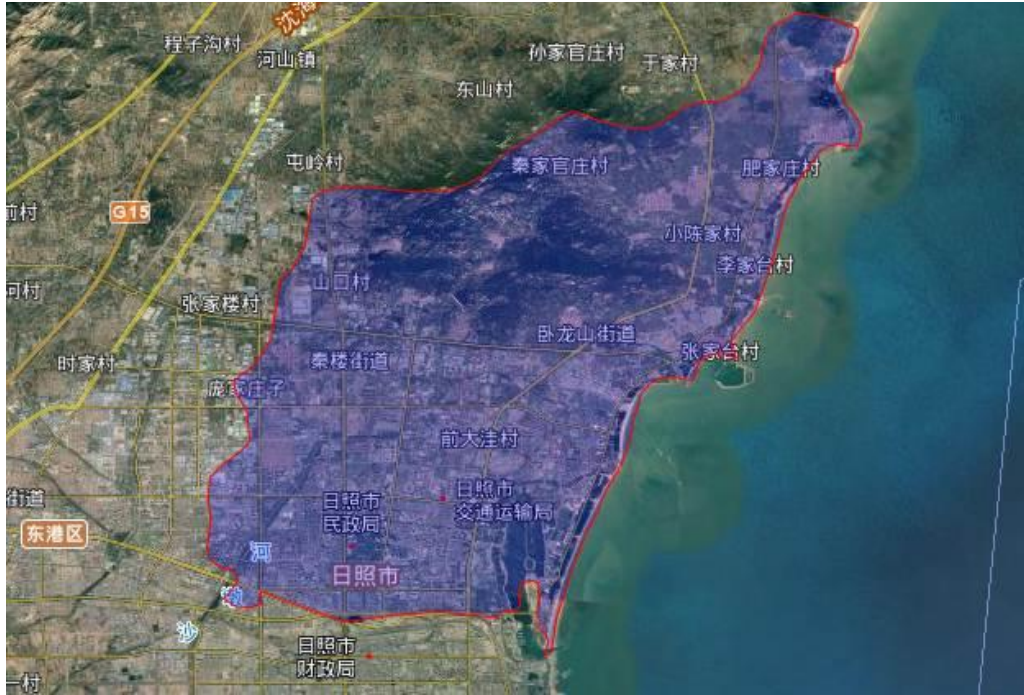 沈海
程子沟村
河山镇
孙家官庄村
于家村
东山村
屯岭村
秦家官庄村
肥家庄村
前村
G15
小陈家村
李家台村
山口村
河村
张家楼村
卧龙山街道
张家台村
秦楼街道
时家村
庞家庄子
前大洼村
日照市
交通运输局
日照市
民政局
街道
东港区
河
日照市
沙
日照市
财政局
一村